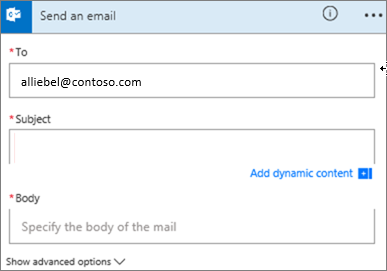 Send an email
* To
alliebel@contoso.com
* Subject
Add dynamic content
* Body
Specify the body of the mail
Show advanced options